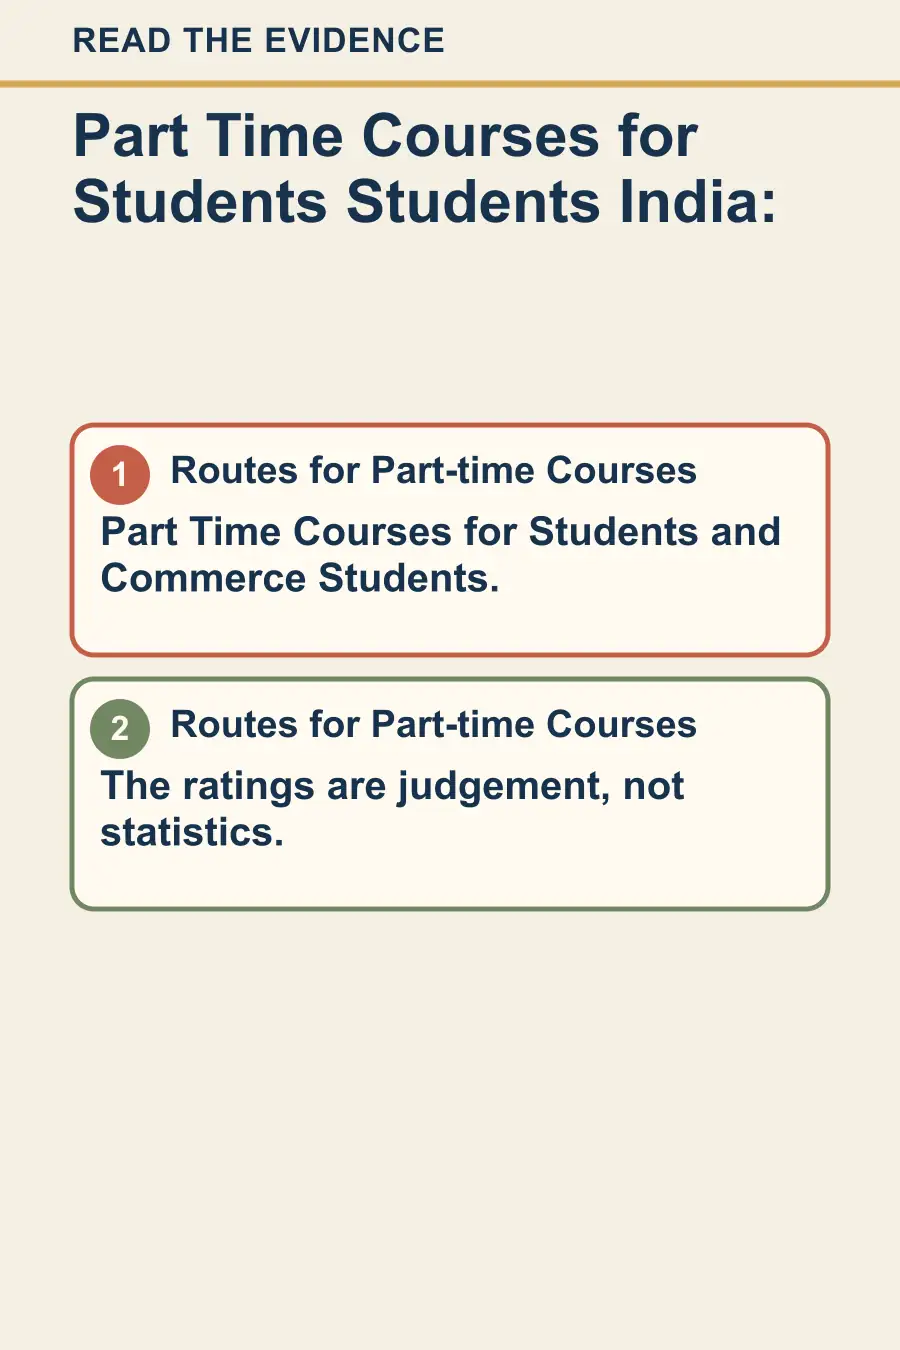 READ THE EVIDENCE
Part Time Courses for
Students Students India:
1 Routes for Part-time Courses
Part Time Courses for Students and
Commerce Students.
2 Routes for Part-time Courses
The ratings are judgement, not
statistics.